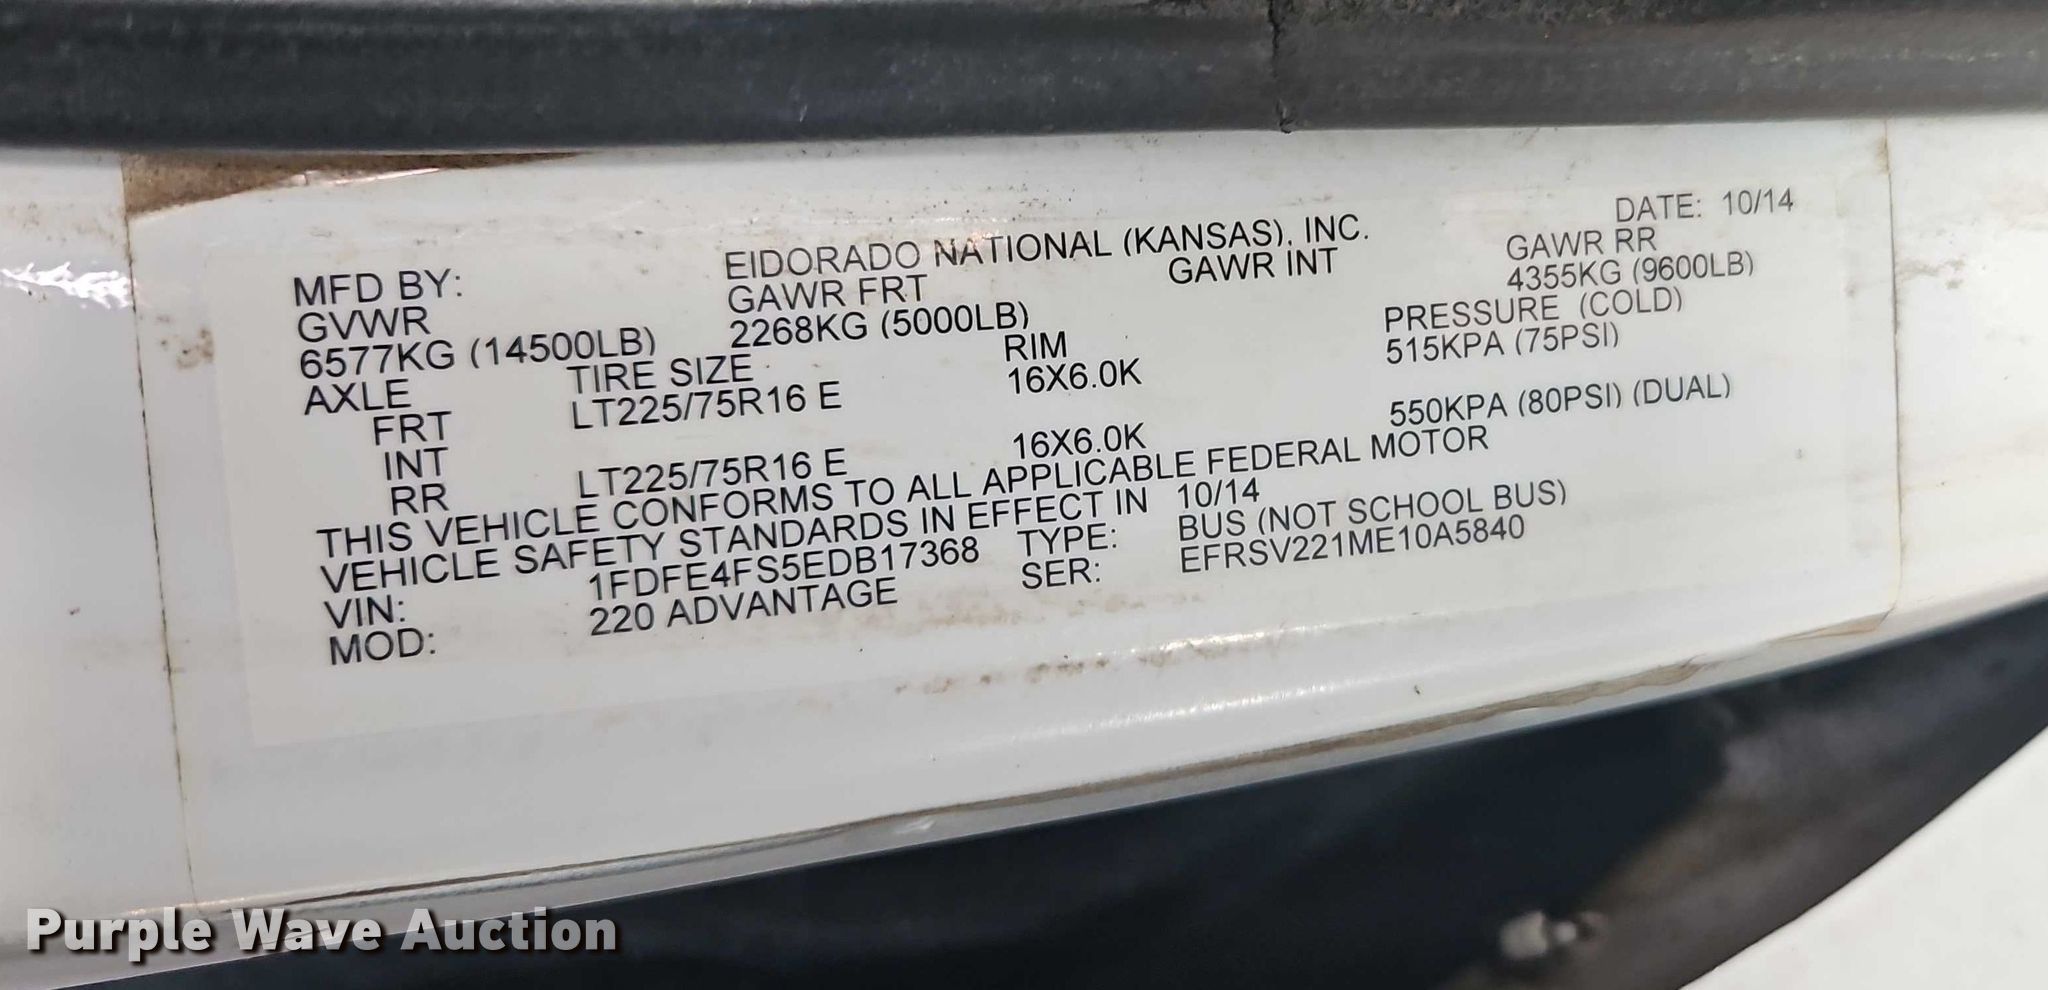 DATE: 10/14
MFD BY: EIDORADO NATIONAL (KANSAS), INC.
GVWR GAWR FRT GAWR INT GAWR RR
6577KG (14500LB) 2268KG (5000LB) 4355KG (9600LB)
AXLE TIRE SIZE RIM PRESSURE (COLD)
FRT LT225/75R16 E 16X6.0K 515KPA (75PSI)
INT
RR LT225/75R16 E 16X6.0K 550KPA (80PSI) (DUAL)
THIS VEHICLE CONFORMS TO ALL APPLICABLE FEDERAL MOTOR
VEHICLE SAFETY STANDARDS IN EFFECT IN 10/14
VIN: 1FDFE4FS5EDB17368 TYPE: BUS (NOT SCHOOL BUS)
MOD: 220 ADVANTAGE SER: EFRSV221ME10A5840
Purple Wave Auction